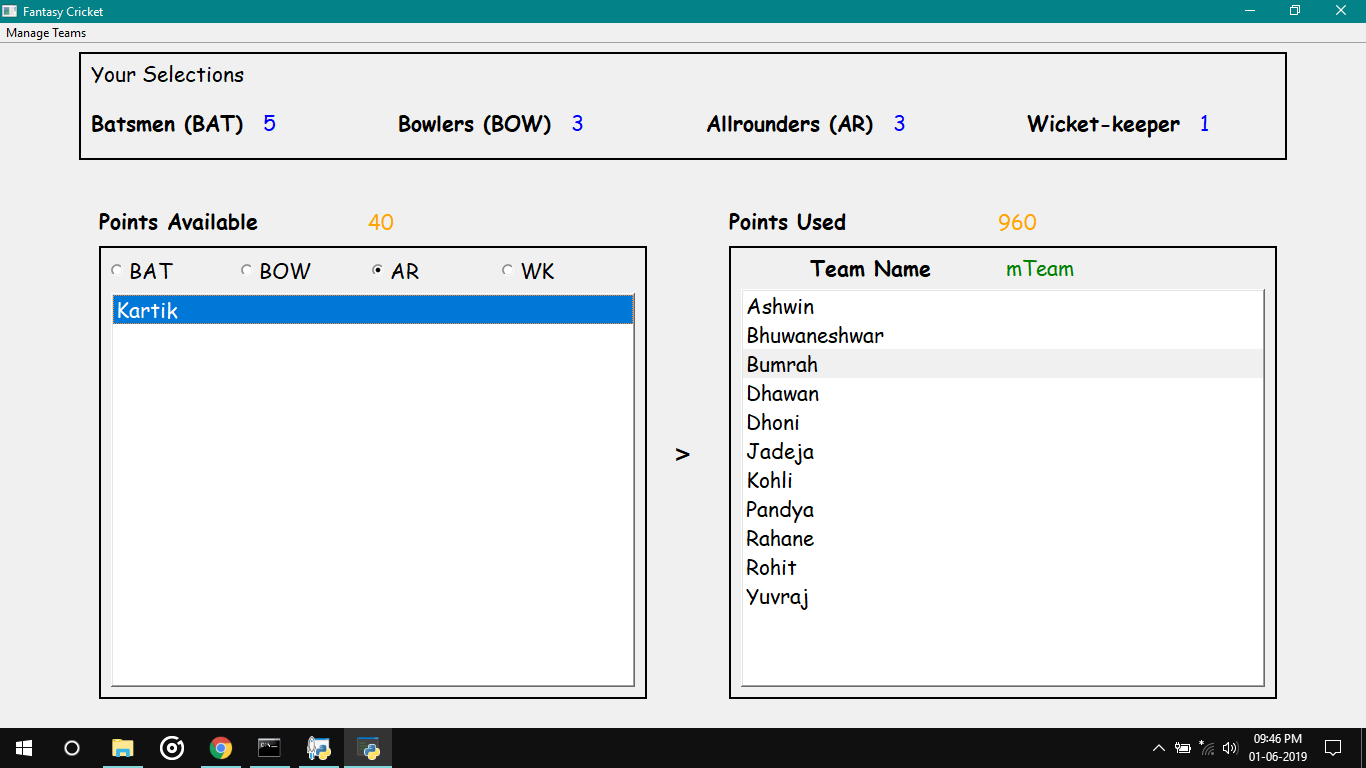 Fantasy Cricket
Manage Teams
Your Selections
Batsmen (BAT) 5 Bowlers (BOW) 3 Allrounders (AR) 3 Wicket-keeper 1
Points Available 40 Points Used 960
BAT BOW AR WK
Kartik
>
Team Name mTeam
Ashwin
Bhuwaneshwar
Bumrah
Dhawan
Dhoni
Jadeja
Kohli
Pandya
Rahane
Rohit
Yuvraj
09:46 PM
01-06-2019